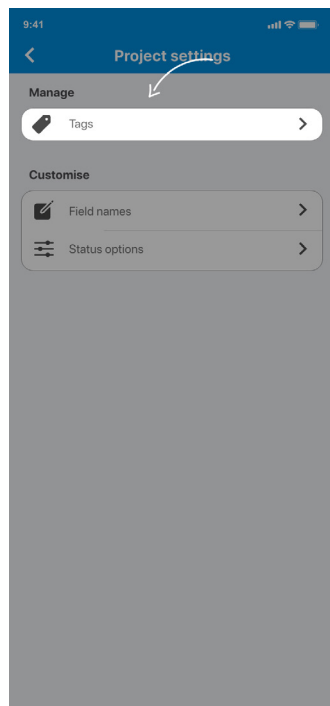 9:41
Project settings
Manage
Tags
Customise
Field names
Status options